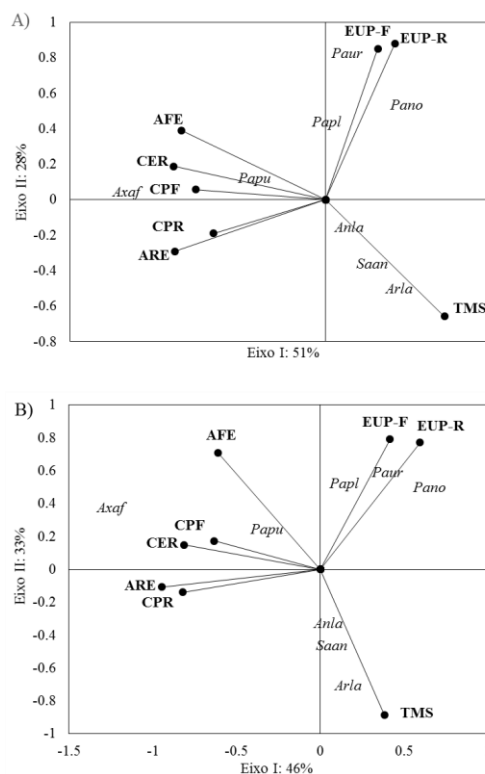 A)
1
0.8
0.6
0.4
0.2
0
-0.2
-0.4
-0.6
-0.8
Eixo II: 28%
EUP-F
EUP-R
Paur
Pano
Papl
AFE
CER
Papu
Axaf
CPF
CPR
Anla
ARE
Saan
Arla
TMS
Eixo I: 51%
B)
1
0.8
0.6
0.4
0.2
0
-0.2
-0.4
-0.6
-0.8
-1
Eixo II: 33%
EUP-F
EUP-R
AFE
Paur
Papl
Pano
Axaf
CPF
Papu
CER
ARE
CPR
Anla
Saan
Arla
TMS
-1.5
-1
-0.5
0
0.5
Eixo I: 46%